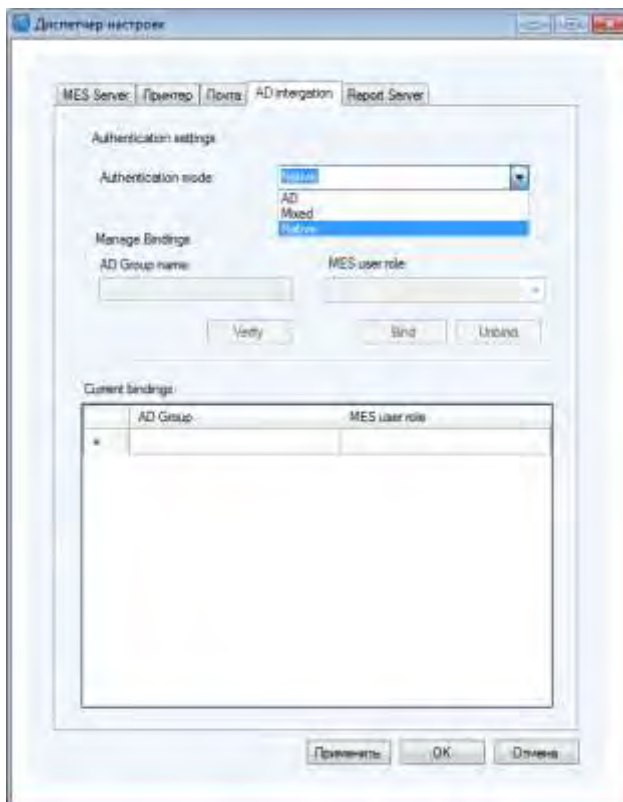 Диспетчер настроек
MES Server Принтер Почта AD intergation Report Server
Authentication settings
Authentication mode Native
AD
Mixed
Native
Manage Bindings
AD Group name MES user role
Verify Bind Unbind
Current bindings
AD Group MES user role
Применить OK Отмена